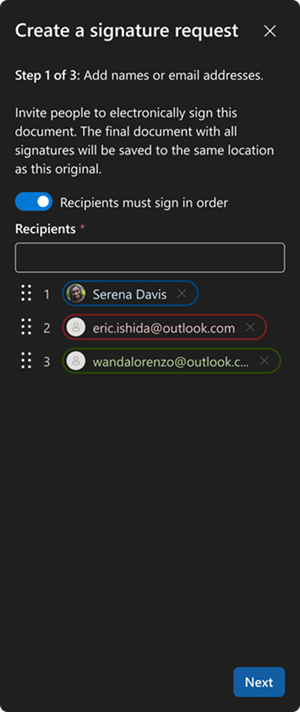 Create a signature request
Step 1 of 3: Add names or email addresses.
Invite people to electronically sign this
document. The final document with all
signatures will be saved to the same location
as this original.
Recipients must sign in order
Recipients *
1 Serena Davis
2 eric.ishida@outlook.com
3 wandalorenzo@outlook.c...
Next